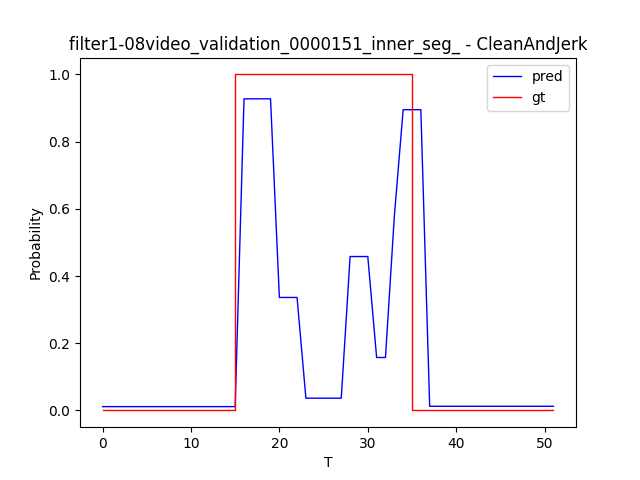 filter1-08video_validation_0000151_inner_seg_ - CleanAndJerk
pred
gt
1.0
0.8
0.6
0.4
0.2
0.0
Probability
0
10
20
30
40
50
T